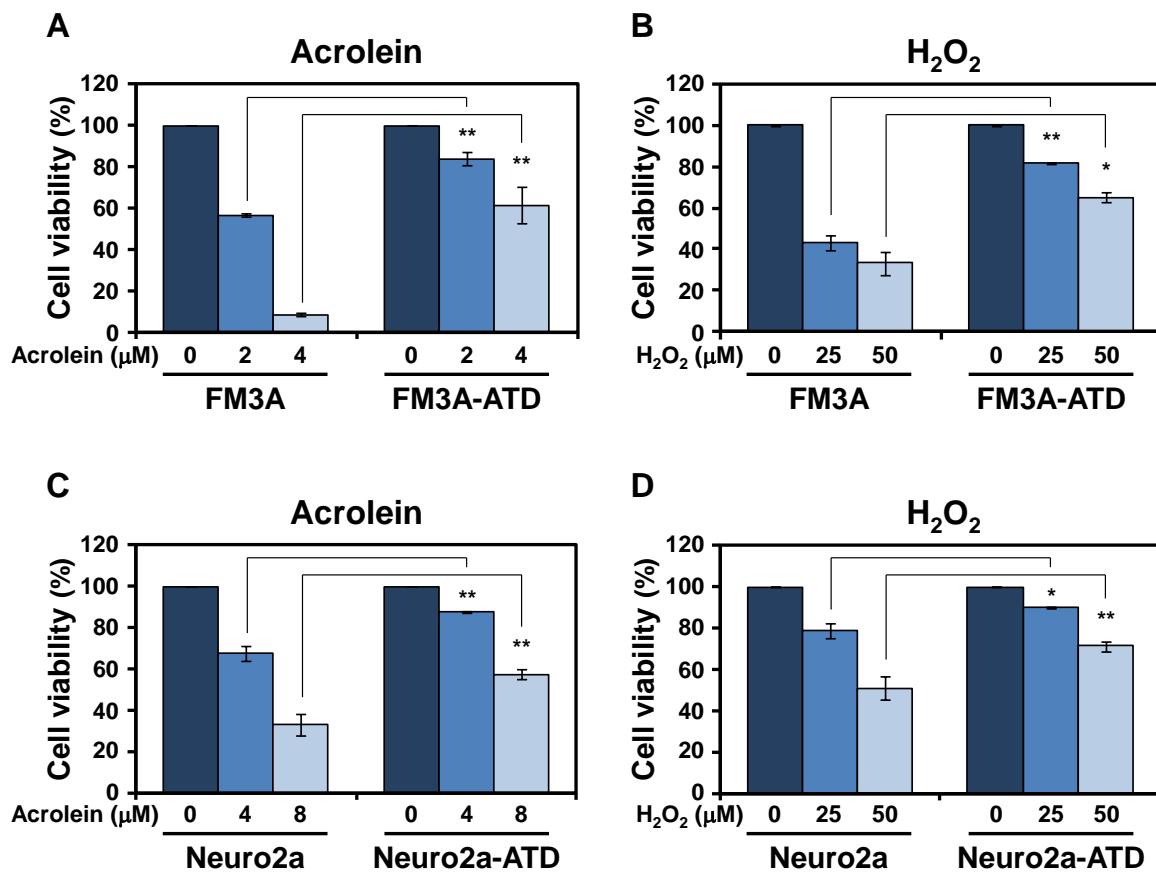 A
Acrolein
Cell viability (%)
120
100
80
60
40
20
0
** **
Acrolein (μM) 0 2 4 0 2 4
FM3A FM3A-ATD
B
H₂O₂
Cell viability (%)
120
100
80
60
40
20
0
** *
H₂O₂ (μM) 0 25 50 0 25 50
FM3A FM3A-ATD
C
Acrolein
Cell viability (%)
120
100
80
60
40
20
0
** **
Acrolein (μM) 0 4 8 0 4 8
Neuro2a Neuro2a-ATD
D
H₂O₂
Cell viability (%)
120
100
80
60
40
20
0
* **
H₂O₂ (μM) 0 25 50 0 25 50
Neuro2a Neuro2a-ATD